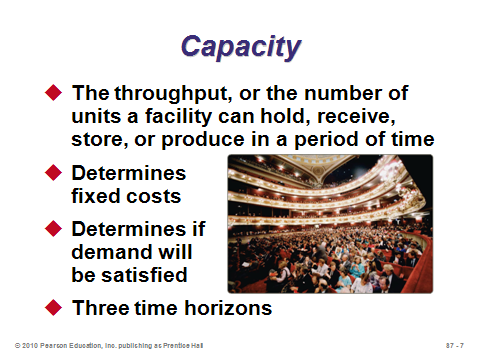 Capacity
The throughput, or the number of
units a facility can hold, receive,
store, or produce in a period of time
Determines
fixed costs
Determines if
demand will
be satisfied
Three time horizons
© 2010 Pearson Education, Inc. publishing as Prentice Hall
S7 - 7